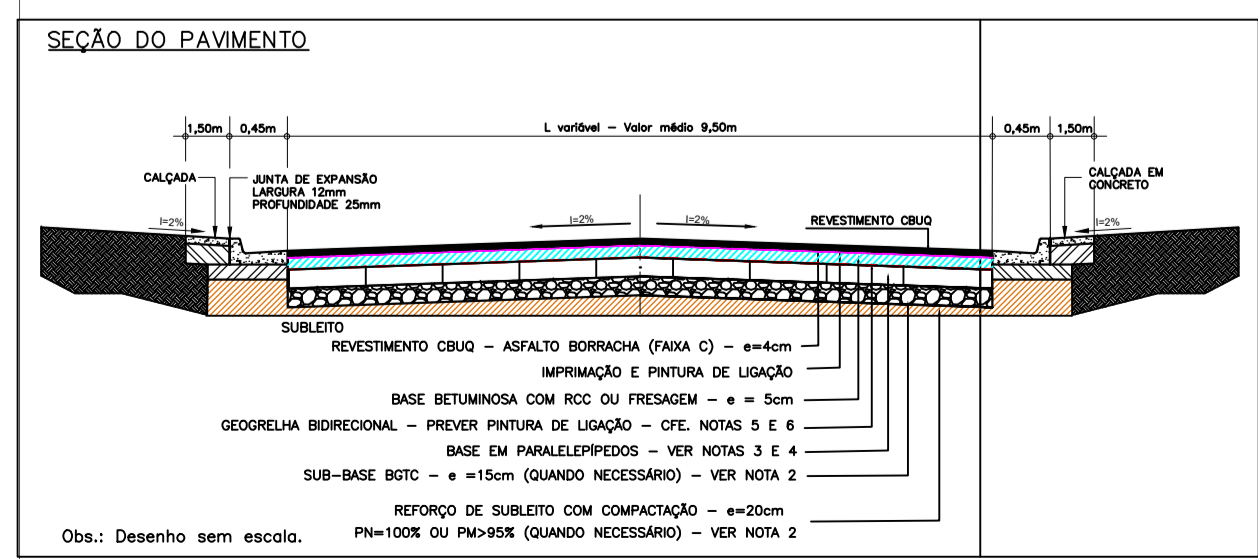 SEÇÃO DO PAVIMENTO
1,50m 0,45m L variável – Valor médio 9,50m 0,45m 1,50m
CALÇADA
JUNTA DE EXPANSÃO
LARGURA 12mm
PROFUNDIDADE 25mm
CALÇADA EM
CONCRETO
I=2% I=2% I=2% REVESTIMENTO CBUQ I=2%
SUBLEITO
REVESTIMENTO CBUQ – ASFALTO BORRACHA (FAIXA C) – e=4cm
IMPRIMAÇÃO E PINTURA DE LIGAÇÃO
BASE BETUMINOSA COM RCC OU FRESAGEM – e = 5cm
GEOGRELHA BIDIRECIONAL – PREVER PINTURA DE LIGAÇÃO – CFE. NOTAS 5 E 6
BASE EM PARALELEPÍPEDOS – VER NOTAS 3 E 4
SUB-BASE BGTC – e =15cm (QUANDO NECESSÁRIO) – VER NOTA 2
REFORÇO DE SUBLEITO COM COMPACTAÇÃO – e=20cm
PN=100% OU PM>95% (QUANDO NECESSÁRIO) – VER NOTA 2
Obs.: Desenho sem escala.